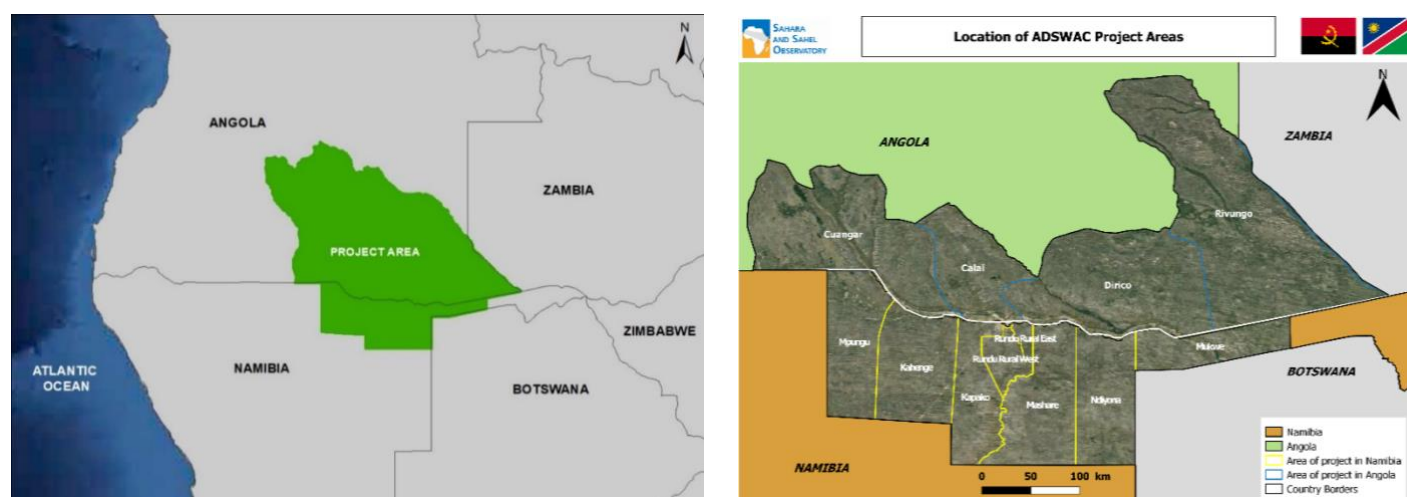 N
ANGOLA
ZAMBIA
PROJECT AREA
ZIMBABWE
NAMIBIA
ATLANTIC
OCEAN
BOTSWANA
SAHARA
AND SAHEL
OBSERVATORY
Location of ADSWAC Project Areas
N
ANGOLA
ZAMBIA
Rivungo
Cuangar
Calai
Dirico
Mpungu
Rundu Rural East
Mukwe
Rundu Rural West
Kahenge
BOTSWANA
Kapako
Mashare
Ndiyona
NAMIBIA
0 50 100 km
Namibia
Angola
Area of project in Namibia
Area of project in Angola
Country Borders